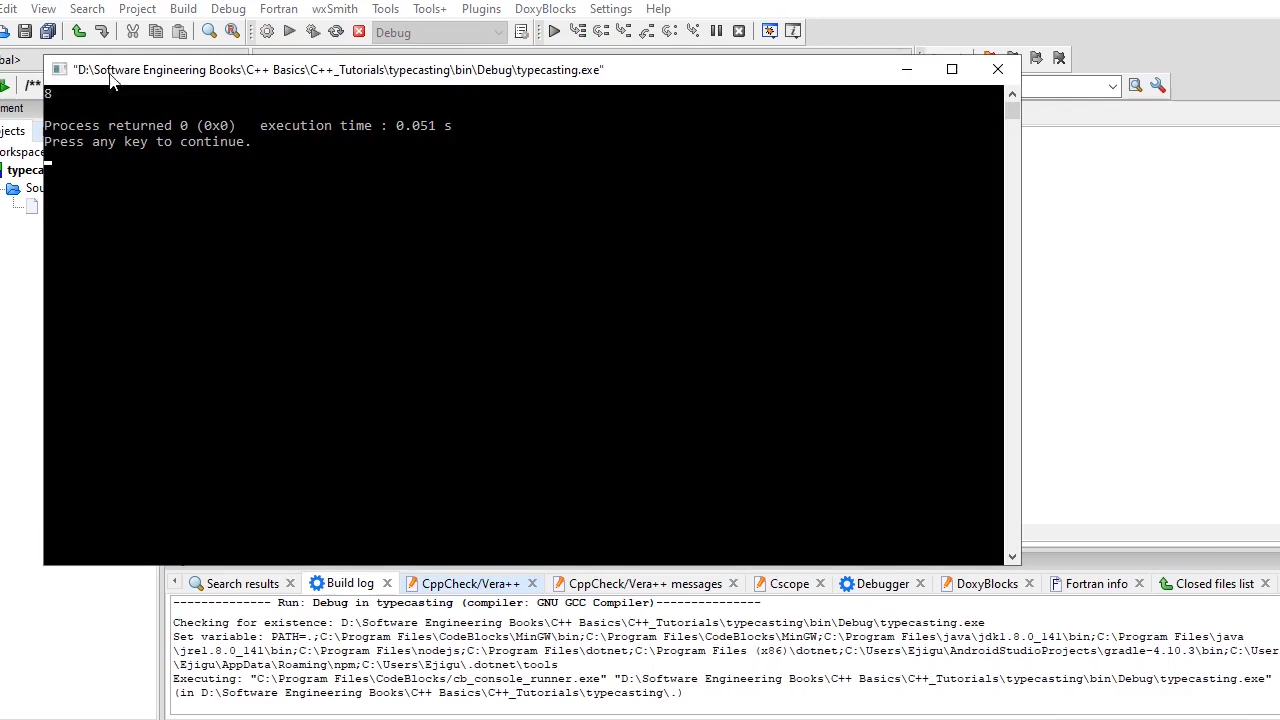 Edit View Search Project Build Debug Fortran wxSmith Tools Tools+ Plugins DoxyBlocks Settings Help
Debug
bal>
"D:\Software Engineering Books\C++ Basics\C++_Tutorials\typecasting\bin\Debug\typecasting.exe"
/**
8
ment
Process returned 0 (0x0)   execution time : 0.051 s
ojects
Press any key to continue.
orkspace
typeca
Sou
Search results Build log CppCheck/Vera++ CppCheck/Vera++ messages Cscope Debugger DoxyBlocks Fortran info Closed files list
-------------- Run: Debug in typecasting (compiler: GNU GCC Compiler)---------------
Checking for existence: D:\Software Engineering Books\C++ Basics\C++_Tutorials\typecasting\bin\Debug\typecasting.exe
Set variable: PATH=.;C:\Program Files\CodeBlocks\MinGW\bin;C:\Program Files\CodeBlocks\MinGW;C:\Program Files\java\jdk1.8.0_141\bin;C:\Program Files\java
\jre1.8.0_141\bin;C:\Program Files\nodejs;C:\Program Files\dotnet;C:\Program Files (x86)\dotnet;C:\Users\Ejigu\AndroidStudioProjects\gradle-4.10.3\bin;C:\User
\Ejigu\AppData\Roaming\npm;C:\Users\Ejigu\.dotnet\tools
Executing: "C:\Program Files\CodeBlocks/cb_console_runner.exe" "D:\Software Engineering Books\C++ Basics\C++_Tutorials\typecasting\bin\Debug\typecasting.exe"
(in D:\Software Engineering Books\C++ Basics\C++_Tutorials\typecasting\.)